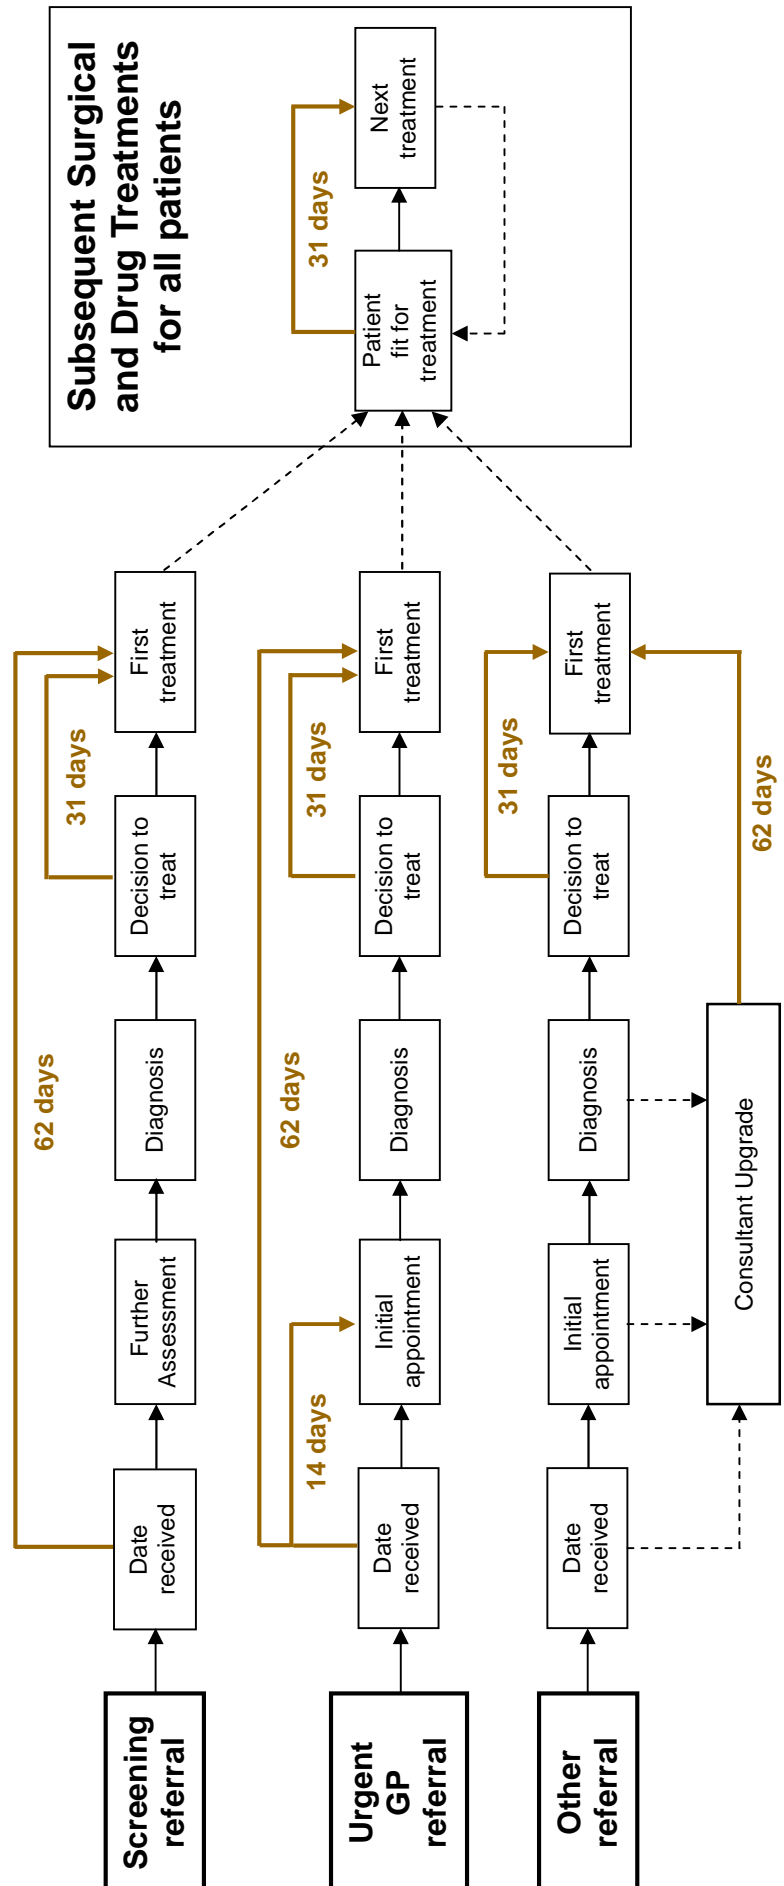 Screening
referral
Date
received
Further
Assessment
Diagnosis
Decision to
treat
First
treatment
62 days
31 days
Urgent
GP
referral
Date
received
Initial
appointment
Diagnosis
Decision to
treat
First
treatment
14 days
62 days
31 days
Other
referral
Date
received
Initial
appointment
Diagnosis
Decision to
treat
First
treatment
31 days
Consultant Upgrade
62 days
Subsequent Surgical
and Drug Treatments
for all patients
31 days
Patient
fit for
treatment
Next
treatment